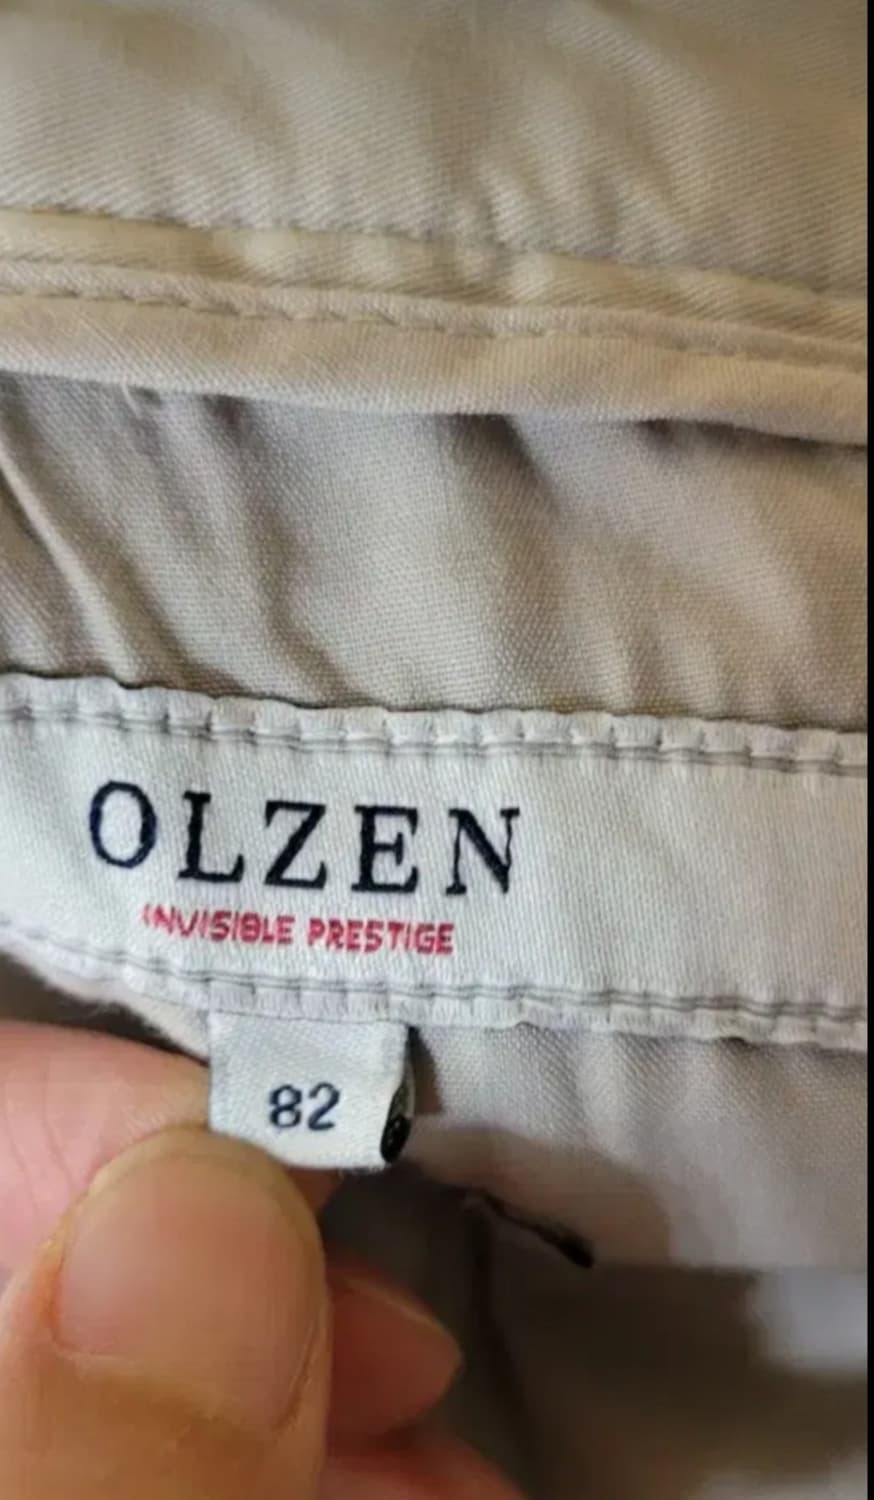 OLZEN
INVISIBLE PRESTIGE
82